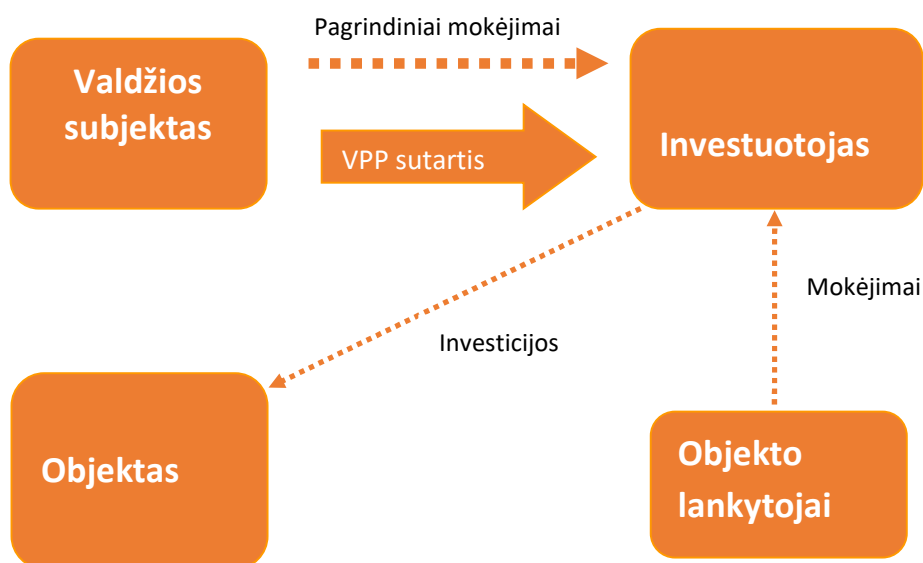 Pagrindiniai mokėjimai
Valdžios
subjektas
VPP sutartis
Investuotojas
Mokėjimai
Investicijos
Objektas
Objekto
lankytojai